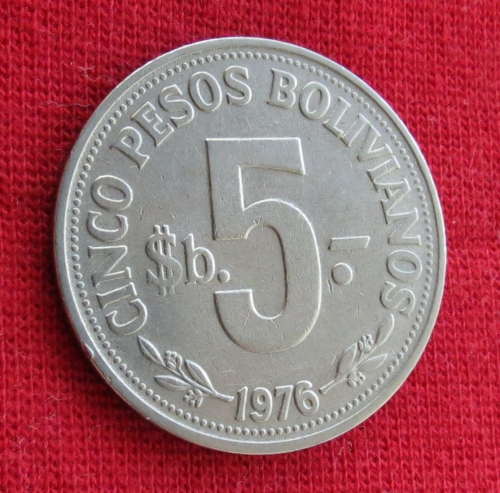 CINCO PESOS BOLIVIANOS
$b. 5.-
1976